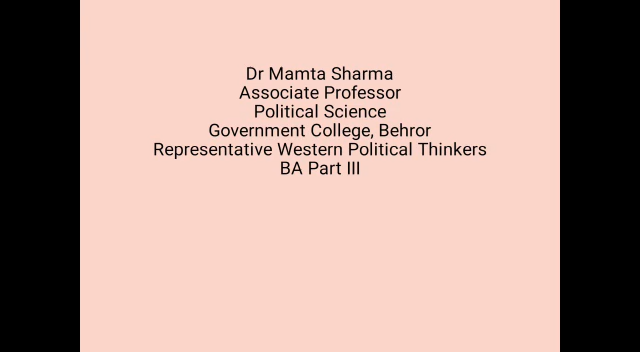 Dr Mamta Sharma
Associate Professor
Political Science
Government College, Behror
Representative Western Political Thinkers
BA Part III